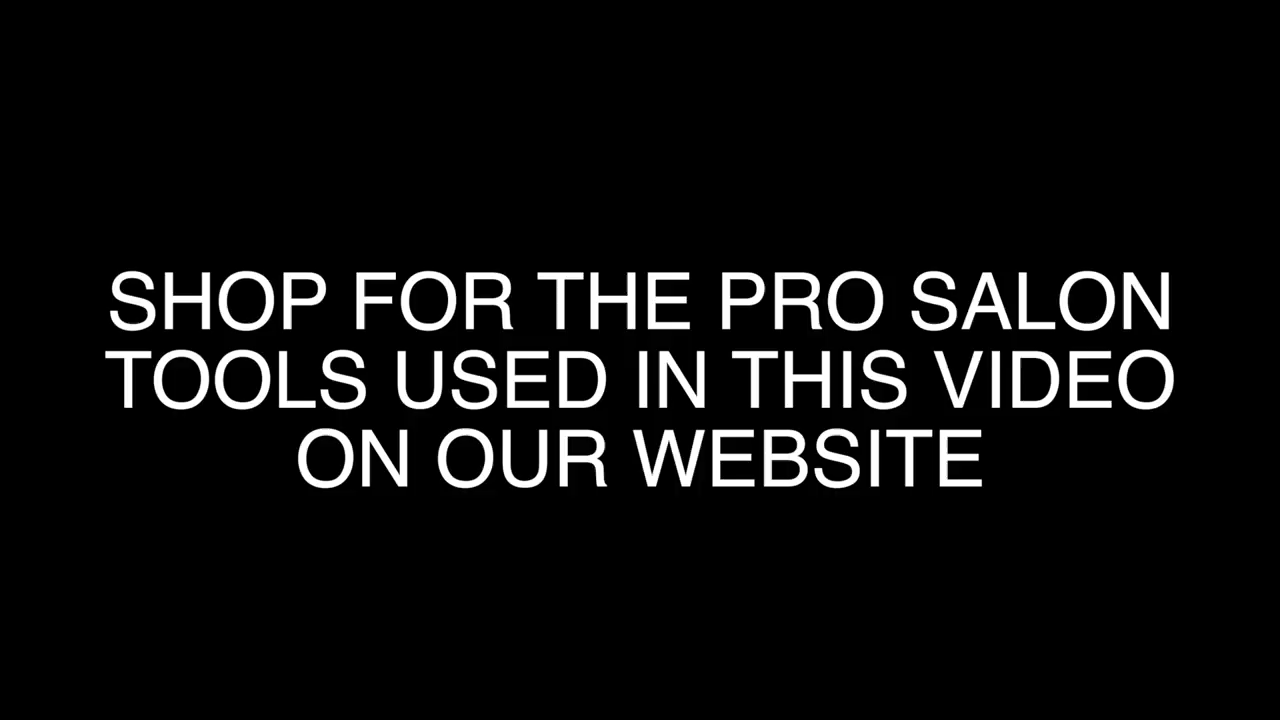 SHOP FOR THE PRO SALON
TOOLS USED IN THIS VIDEO
ON OUR WEBSITE